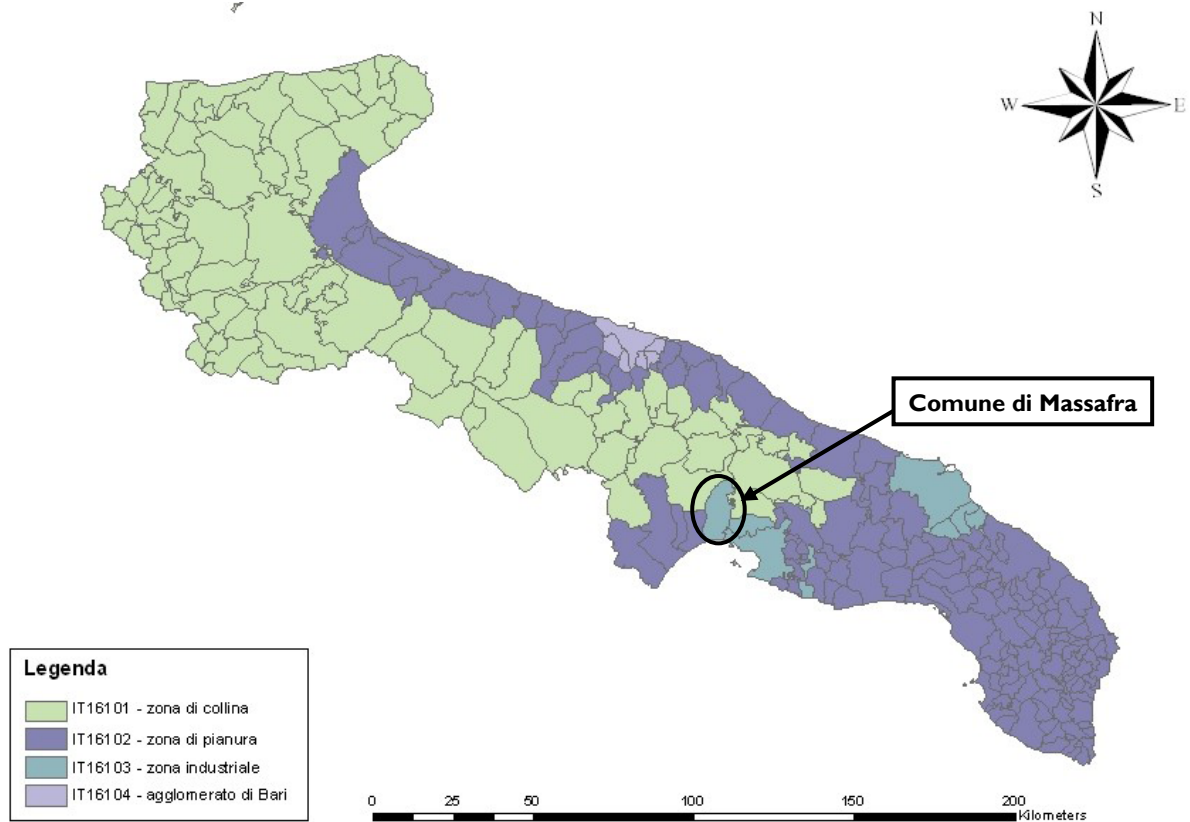 N
W E
S
Comune di Massafra
Legenda
IT16101 - zona di collina
IT16102 - zona di pianura
IT16103 - zona industriale
IT16104 - agglomerato di Bari
0 25 50 100 150 200
Kilometers